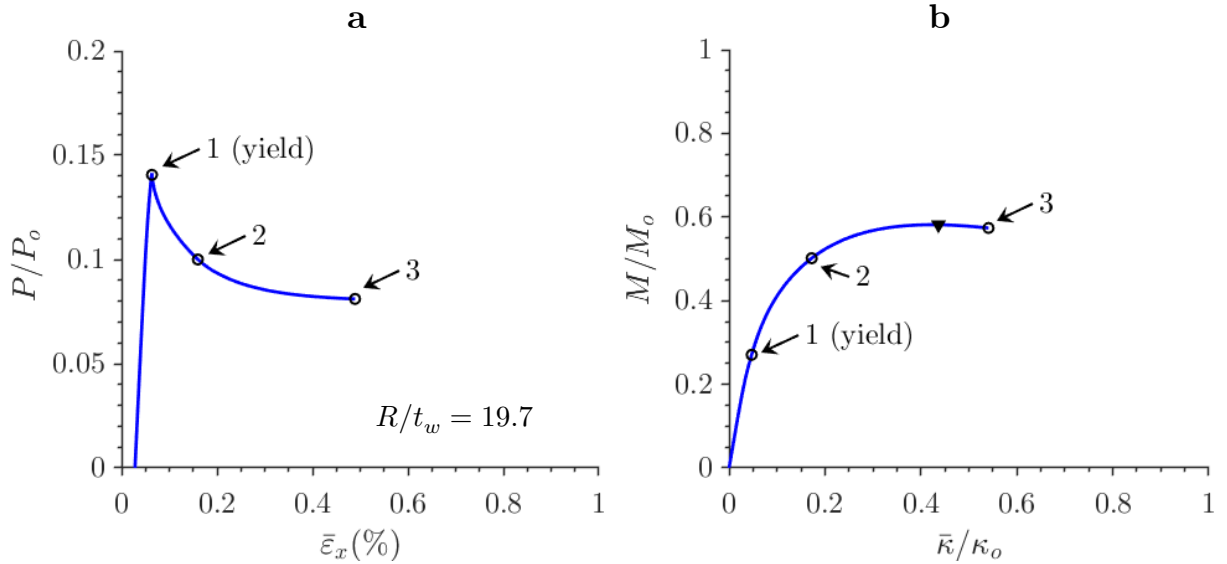 a
0.2
0.15
0.1
0.05
0
P/P_o
1 (yield)
2
3
R/t_w = 19.7
0 0.2 0.4 0.6 0.8 1
ε̄_x(%)
b
1
0.8
0.6
0.4
0.2
0
M/M_o
3
2
1 (yield)
0 0.2 0.4 0.6 0.8 1
κ̄/κ_o